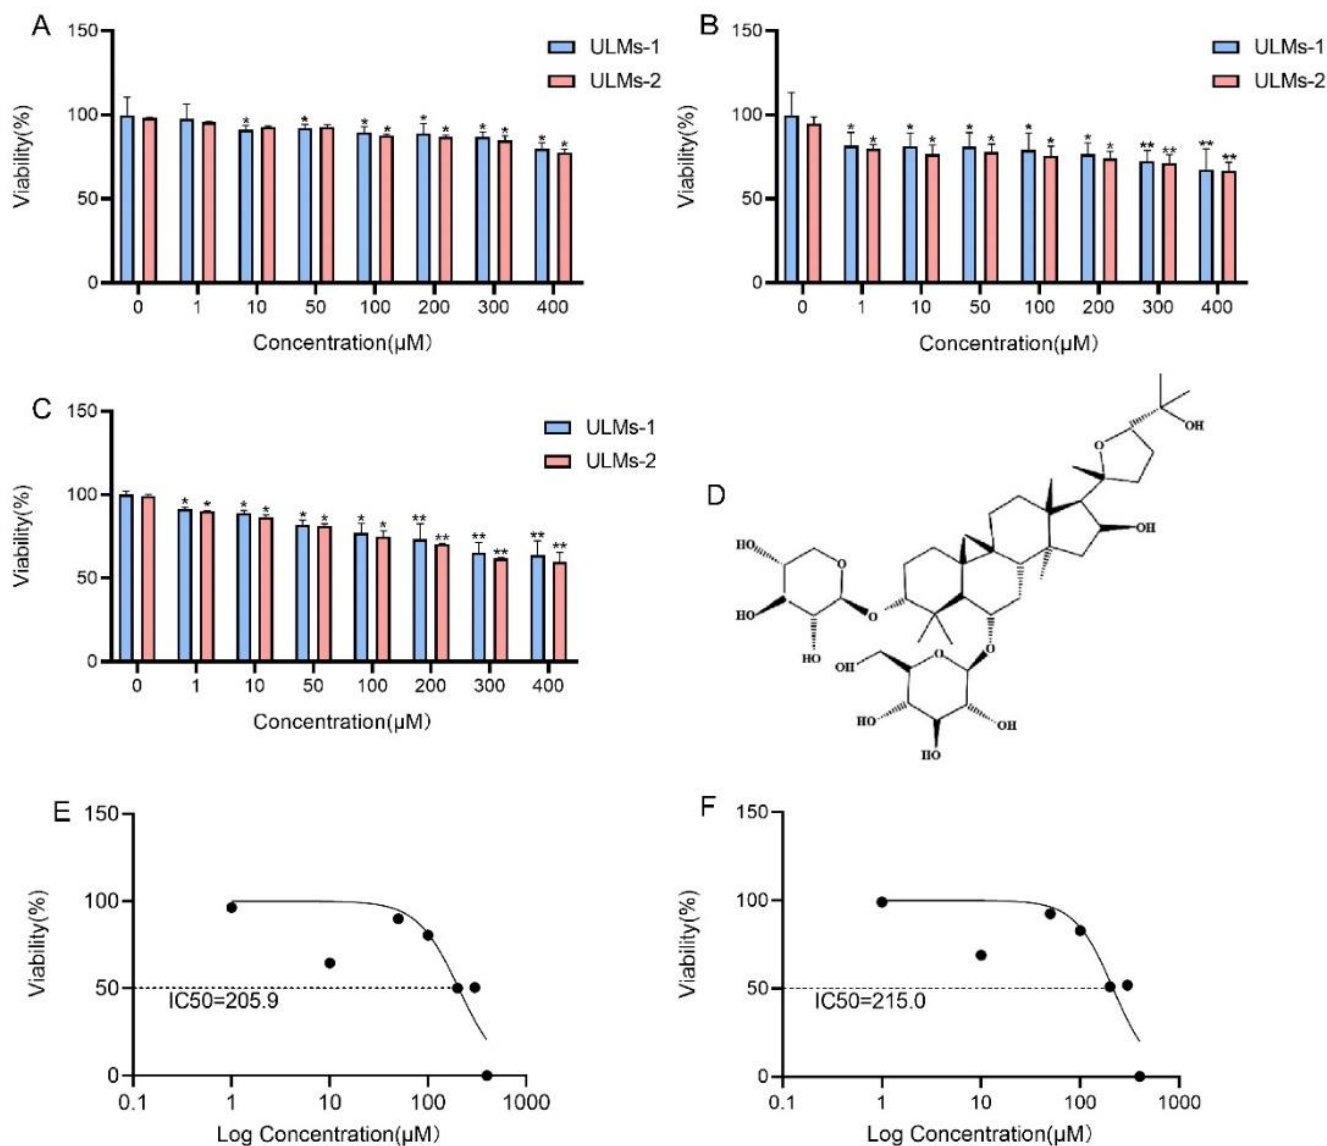 A
150
100
50
0
Viability(%)
ULMs-1
ULMs-2
* * * * * * * * * *
0 1 10 50 100 200 300 400
Concentration(μM)
B
150
100
50
0
Viability(%)
ULMs-1
ULMs-2
* * * * * * * * * * ** ** ** **
0 1 10 50 100 200 300 400
Concentration(μM)
C
150
100
50
0
Viability(%)
ULMs-1
ULMs-2
* * * * * * * * ** ** ** ** ** **
0 1 10 50 100 200 300 400
Concentration(μM)
D
OH
O
OH
HO
O
HO
O
HO
O
OH
O
HO
OH
HO
E
150
100
50
0
Viability(%)
IC50=205.9
0.1 1 10 100 1000
Log Concentration(μM)
F
150
100
50
0
Viability(%)
IC50=215.0
0.1 1 10 100 1000
Log Concentration(μM)